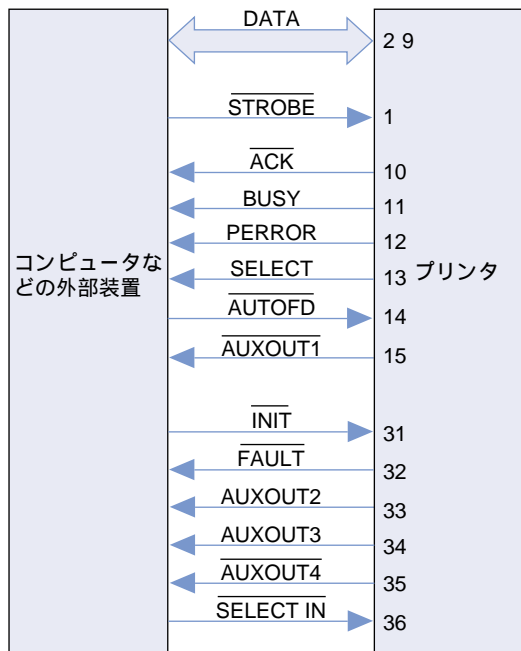 DATA
2 9
STROBE
1
ACK
10
BUSY
11
PERROR
12
コンピュータな
どの外部装置
SELECT
13
プリンタ
AUTOFD
14
AUXOUT1
15
INIT
31
FAULT
32
AUXOUT2
33
AUXOUT3
34
AUXOUT4
35
SELECT IN
36